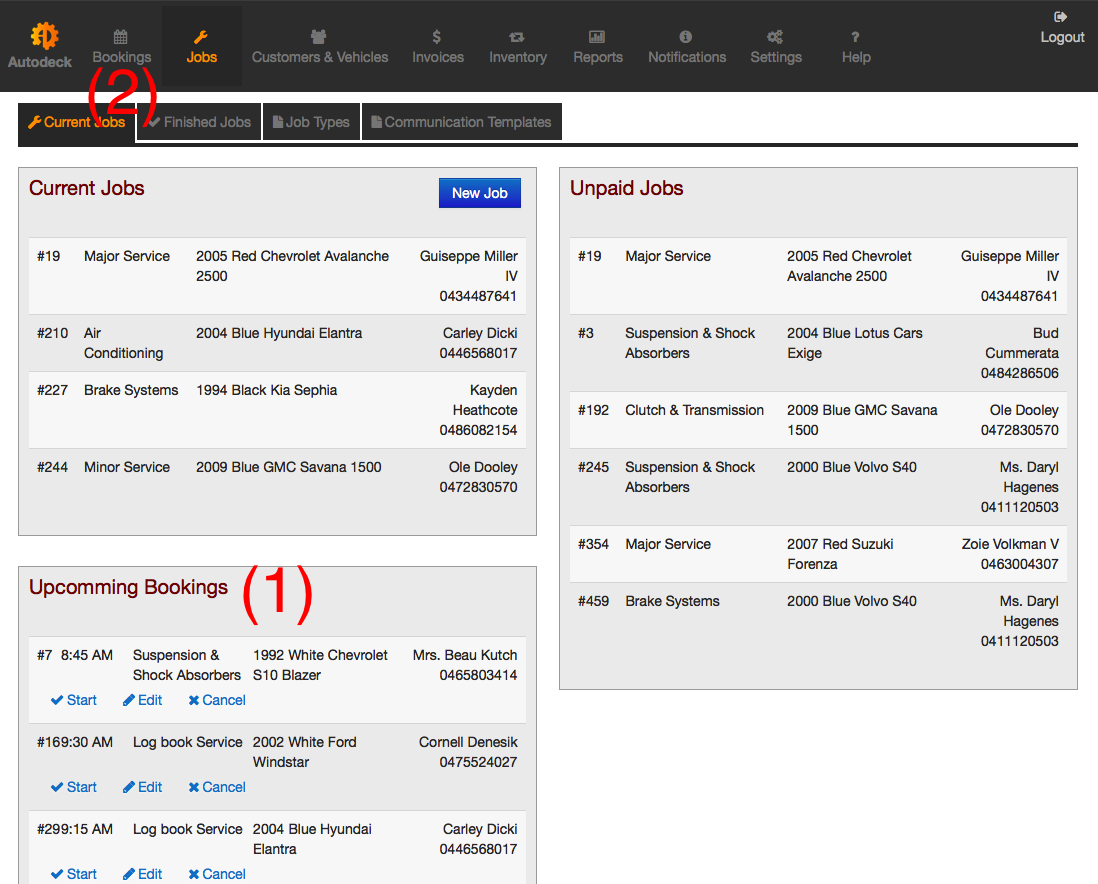 Autodeck
Bookings
Jobs
Customers & Vehicles
Invoices
Inventory
Reports
Notifications
Settings
? Help
Logout
(2)
Current Jobs
Finished Jobs
Job Types
Communication Templates
Current Jobs
New Job
#19 Major Service 2005 Red Chevrolet Avalanche Guiseppe Miller
2500 IV
0434487641
#210 Air 2004 Blue Hyundai Elantra Carley Dicki
Conditioning 0446568017
#227 Brake Systems 1994 Black Kia Sephia Kayden
Heathcote
0486082154
#244 Minor Service 2009 Blue GMC Savana 1500 Ole Dooley
0472830570
Upcomming Bookings (1)
#7 8:45 AM Suspension & 1992 White Chevrolet Mrs. Beau Kutch
Shock Absorbers S10 Blazer 0465803414
Start Edit Cancel
#169:30 AM Log book Service 2002 White Ford Cornell Denesik
Windstar 0475524027
Start Edit Cancel
#299:15 AM Log book Service 2004 Blue Hyundai Carley Dicki
Elantra 0446568017
Start Edit Cancel
Unpaid Jobs
#19 Major Service 2005 Red Chevrolet Guiseppe Miller
Avalanche 2500 IV
0434487641
#3 Suspension & Shock 2004 Blue Lotus Cars Bud
Absorbers Exige Cummerata
0484286506
#192 Clutch & Transmission 2009 Blue GMC Savana Ole Dooley
1500 0472830570
#245 Suspension & Shock 2000 Blue Volvo S40 Ms. Daryl
Absorbers Hagenes
0411120503
#354 Major Service 2007 Red Suzuki Zoie Volkman V
Forenza 0463004307
#459 Brake Systems 2000 Blue Volvo S40 Ms. Daryl
Hagenes
0411120503